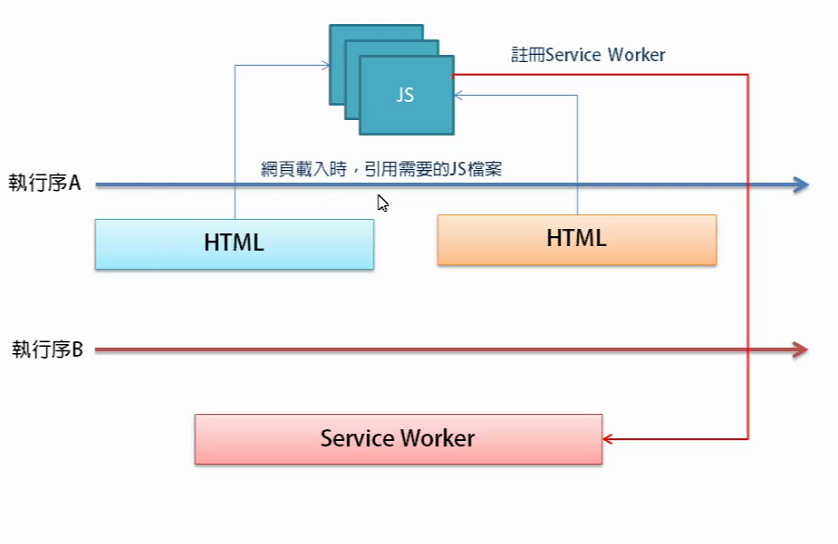 註冊Service Worker
JS
網頁載入時，引用需要的JS檔案
執行序A
HTML
HTML
執行序B
Service Worker